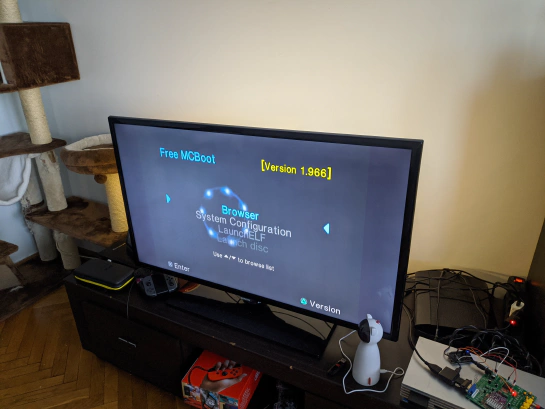 Free MCBoot
[Version 1.966]
Browser
System Configuration
LaunchELF
Launch disc
Use ▲/▼ to browse list
Enter
Version